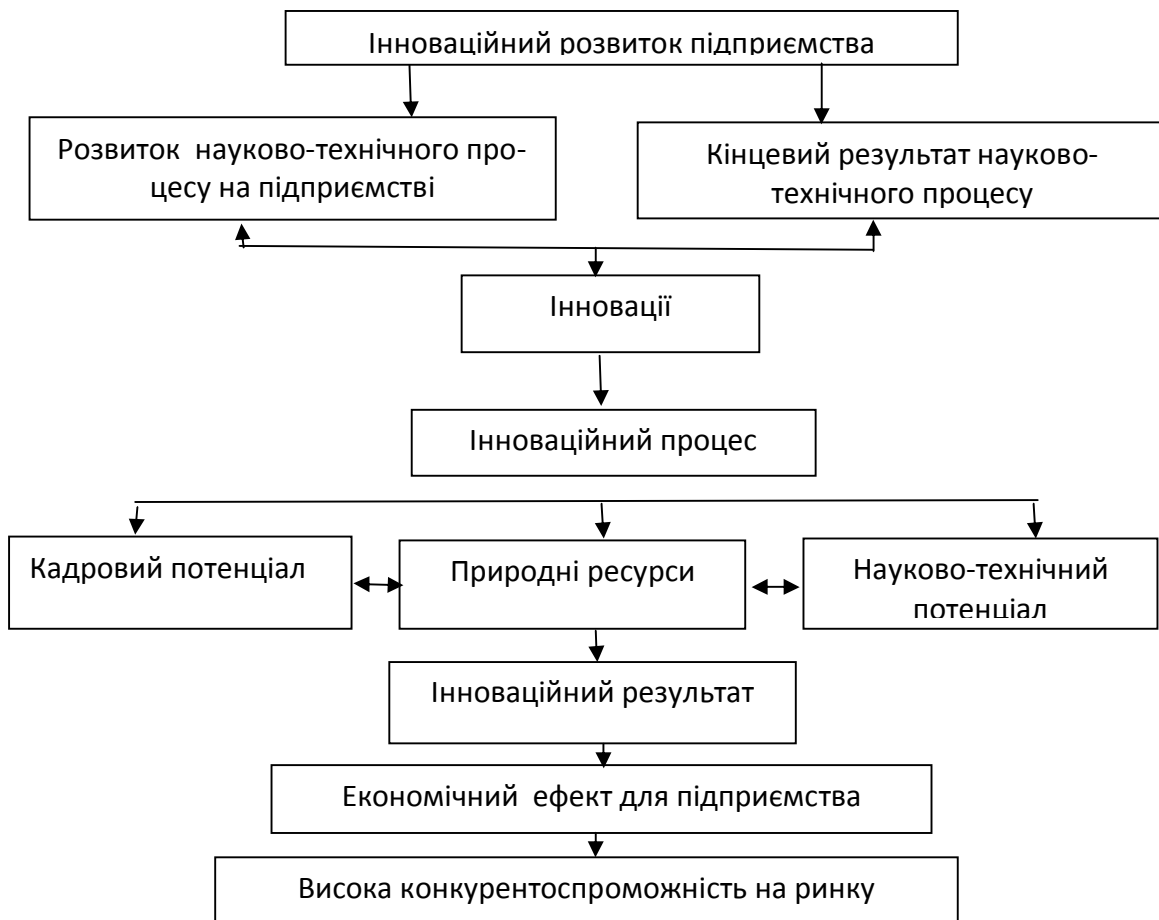 Інноваційний розвиток підприємства
Розвиток науково-технічного про-
цесу на підприємстві
Кінцевий результат науково-
технічного процесу
Інновації
Інноваційний процес
Кадровий потенціал
Природні ресурси
Науково-технічний
потенціал
Інноваційний результат
Економічний ефект для підприємства
Висока конкурентоспроможність на ринку